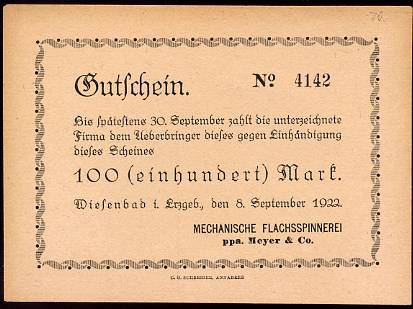 Gutschein. No 4142
Bis spätestens 30. September zahlt die unterzeichnete
Firma dem Ueberbringer dieses gegen Einhändigung
dieses Scheines
100 (einhundert) Mark.
Wiesenbad i. Erzgeb., den 8. September 1922.
MECHANISCHE FLACHSSPINNEREI
ppa. Meyer & Co.
C. O. SCHREIBER, ANNABERG